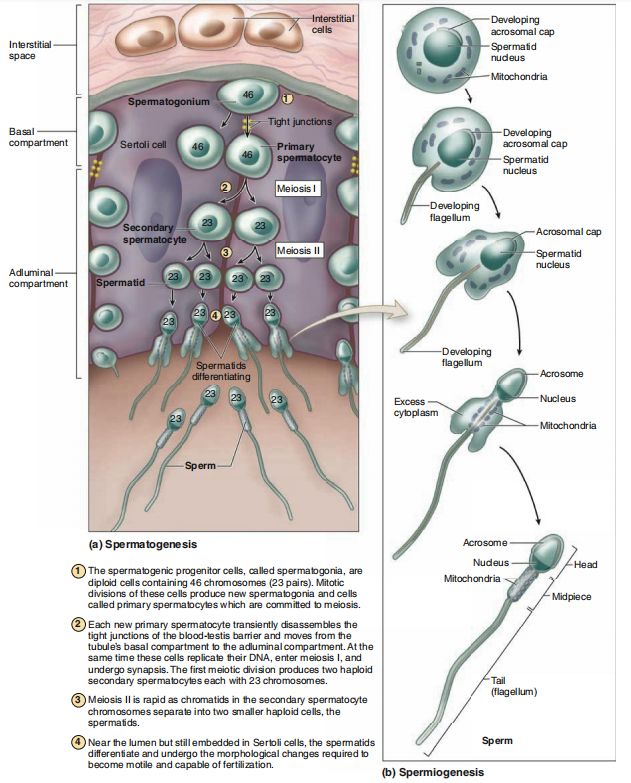 Interstitial
space
Interstitial
cells
46
1
Spermatogonium
Tight junctions
Basal
compartment
Sertoli cell
46
46
Primary
spermatocyte
2
Meiosis I
Secondary
spermatocyte
23
23
3
Meiosis II
Adluminal
compartment
Spermatid
23
23
23
23
23
23
4
23
23
Spermatids
differentiating
23
23
23
23
Sperm
(a) Spermatogenesis
1 The spermatogenic progenitor cells, called spermatogonia, are
diploid cells containing 46 chromosomes (23 pairs). Mitotic
divisions of these cells produce new spermatogonia and cells
called primary spermatocytes which are committed to meiosis.
2 Each new primary spermatocyte transiently disassembles the
tight junctions of the blood-testis barrier and moves from the
tubule's basal compartment to the adluminal compartment. At the
same time these cells replicate their DNA, enter meiosis I, and
undergo synapsis. The first meiotic division produces two haploid
secondary spermatocytes each with 23 chromosomes.
3 Meiosis II is rapid as chromatids in the secondary spermatocyte
chromosomes separate into two smaller haploid cells, the
spermatids.
4 Near the lumen but still embedded in Sertoli cells, the spermatids
differentiate and undergo the morphological changes required to
become motile and capable of fertilization.
Developing
acrosomal cap
Spermatid
nudeus
Mitochondria
Developing
acrosomal cap
Spermatid
nucleus
Developing
flagellum
Acrosomal cap
Spermatid
nucleus
Developing
flagellum
Acrosome
Nucleus
Excess
cytoplasm
Mitochondria
Acrosome
Nucleus
Mitochondria
Head
Midpiece
Tail
(flagellum)
Sperm
(b) Spermiogenesis